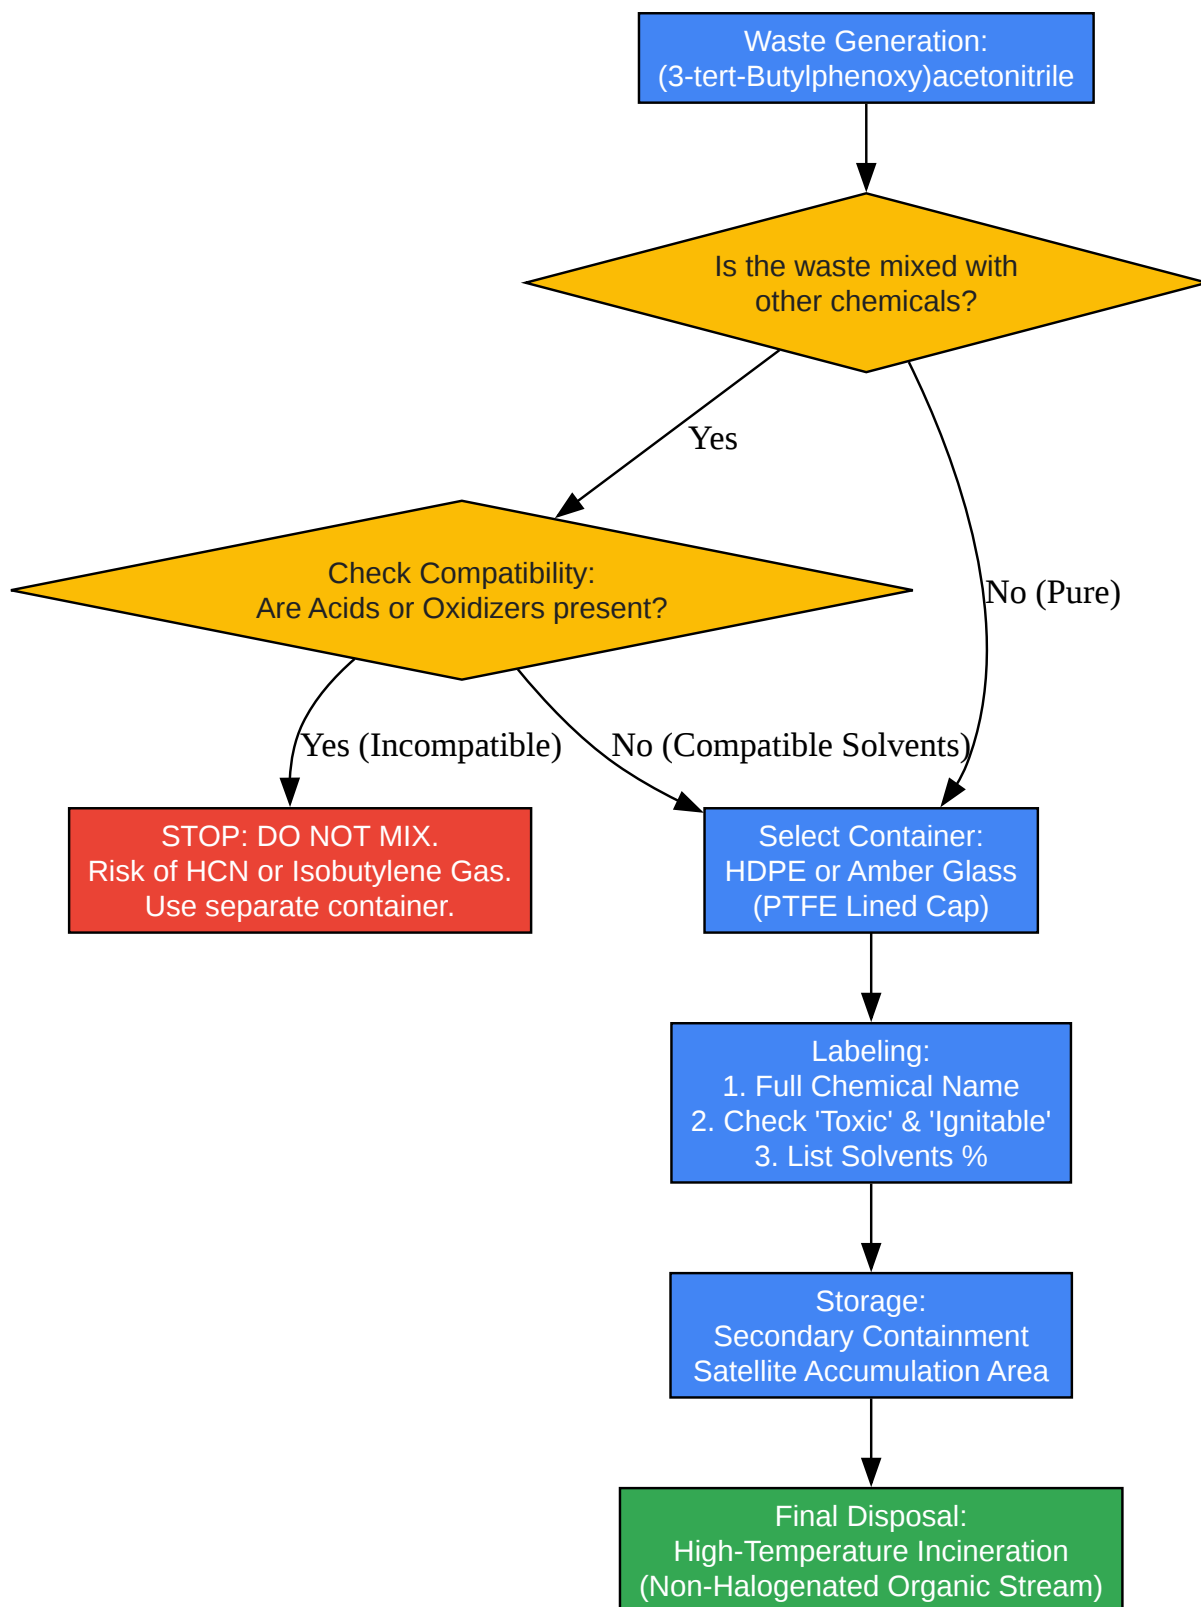 Waste Generation:
(3-tert-Butylphenoxy)acetonitrile
Is the waste mixed with
other chemicals?
Yes
Check Compatibility:
Are Acids or Oxidizers present?
No (Pure)
Yes (Incompatible)
No (Compatible Solvents)
STOP: DO NOT MIX.
Risk of HCN or Isobutylene Gas.
Use separate container.
Select Container:
HDPE or Amber Glass
(PTFE Lined Cap)
Labeling:
1. Full Chemical Name
2. Check 'Toxic' & 'Ignitable'
3. List Solvents %
Storage:
Secondary Containment
Satellite Accumulation Area
Final Disposal:
High-Temperature Incineration
(Non-Halogenated Organic Stream)